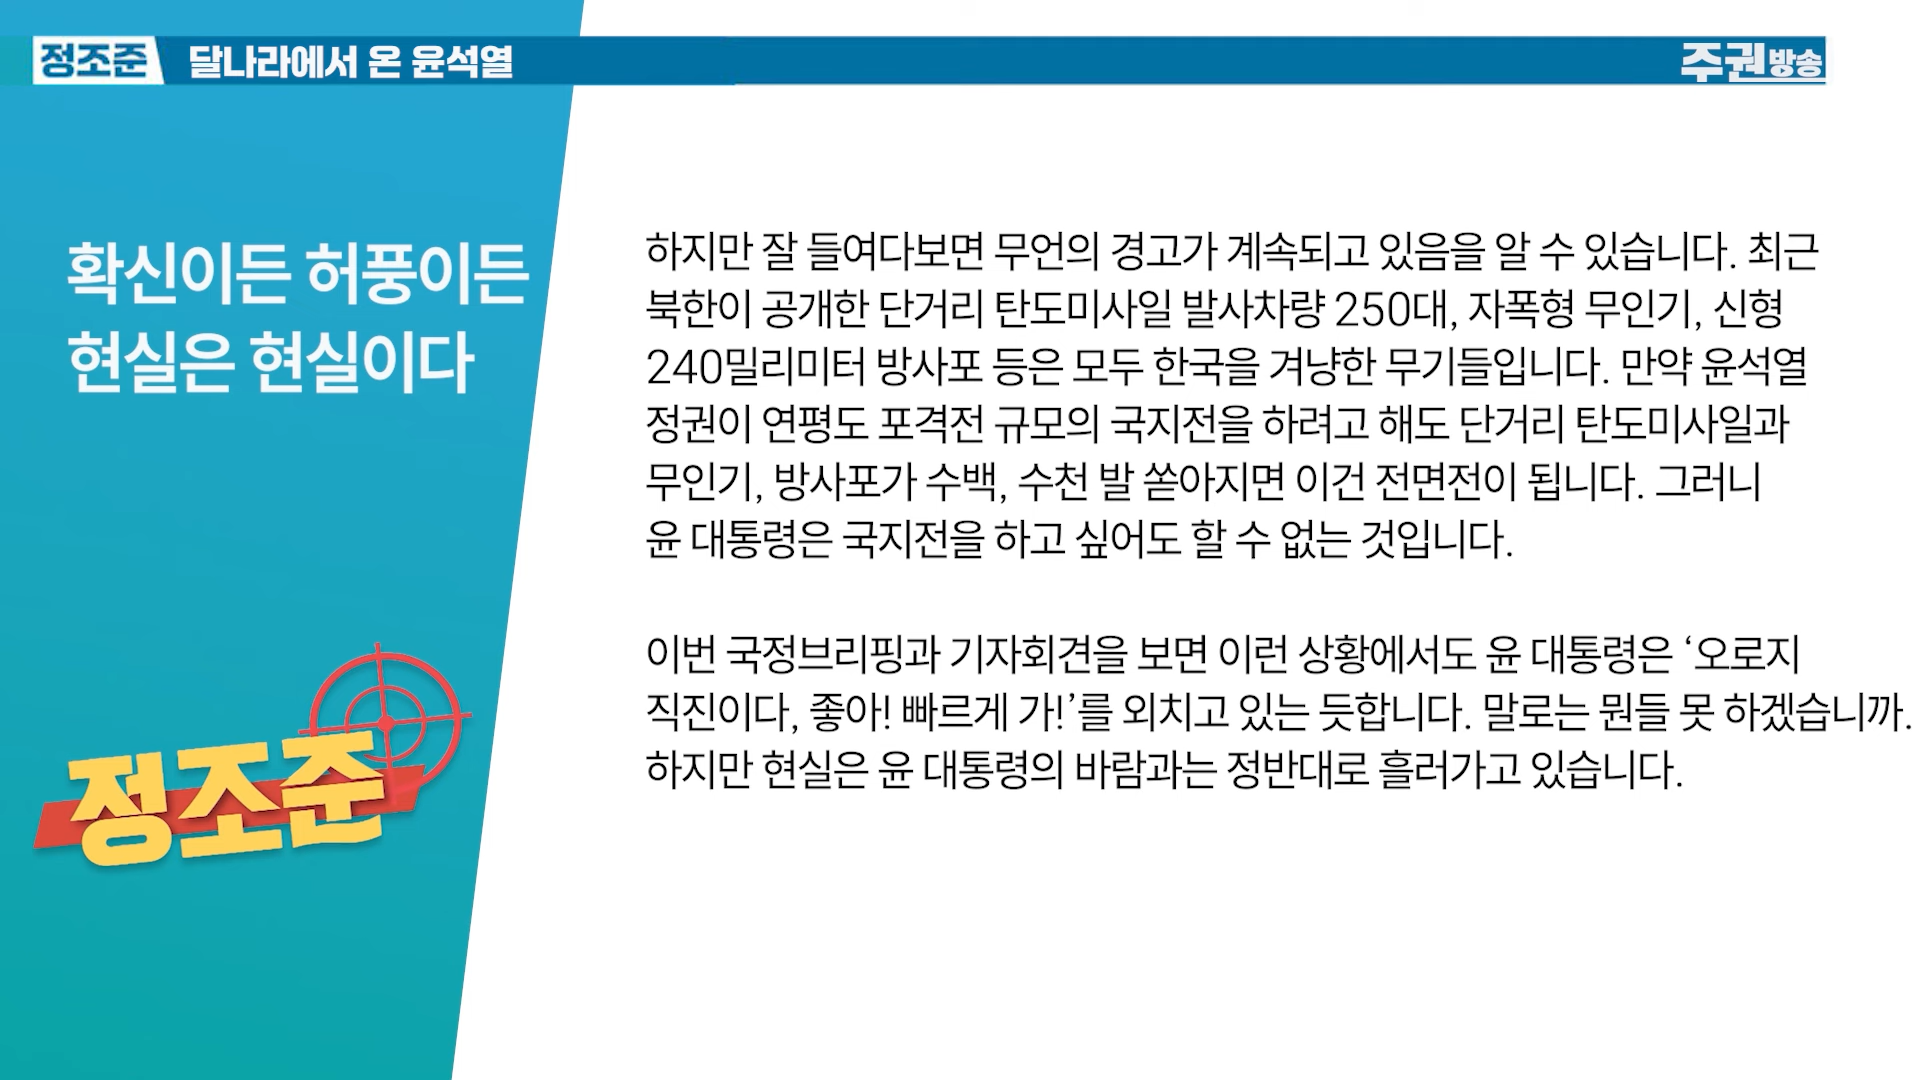 정조준 달나라에서 온 윤석열 주권방송
확신이든 허풍이든
현실은 현실이다
하지만 잘 들여다보면 무언의 경고가 계속되고 있음을 알 수 있습니다. 최근
북한이 공개한 단거리 탄도미사일 발사차량 250대, 자폭형 무인기, 신형
240밀리미터 방사포 등은 모두 한국을 겨냥한 무기들입니다. 만약 윤석열
정권이 연평도 포격전 규모의 국지전을 하려고 해도 단거리 탄도미사일과
무인기, 방사포가 수백, 수천 발 쏟아지면 이건 전면전이 됩니다. 그러니
윤 대통령은 국지전을 하고 싶어도 할 수 없는 것입니다.
이번 국정브리핑과 기자회견을 보면 이런 상황에서도 윤 대통령은 ‘오로지
직진이다, 좋아! 빠르게 가!’를 외치고 있는 듯합니다. 말로는 뭔들 못 하겠습니까.
하지만 현실은 윤 대통령의 바람과는 정반대로 흘러가고 있습니다.
정조준